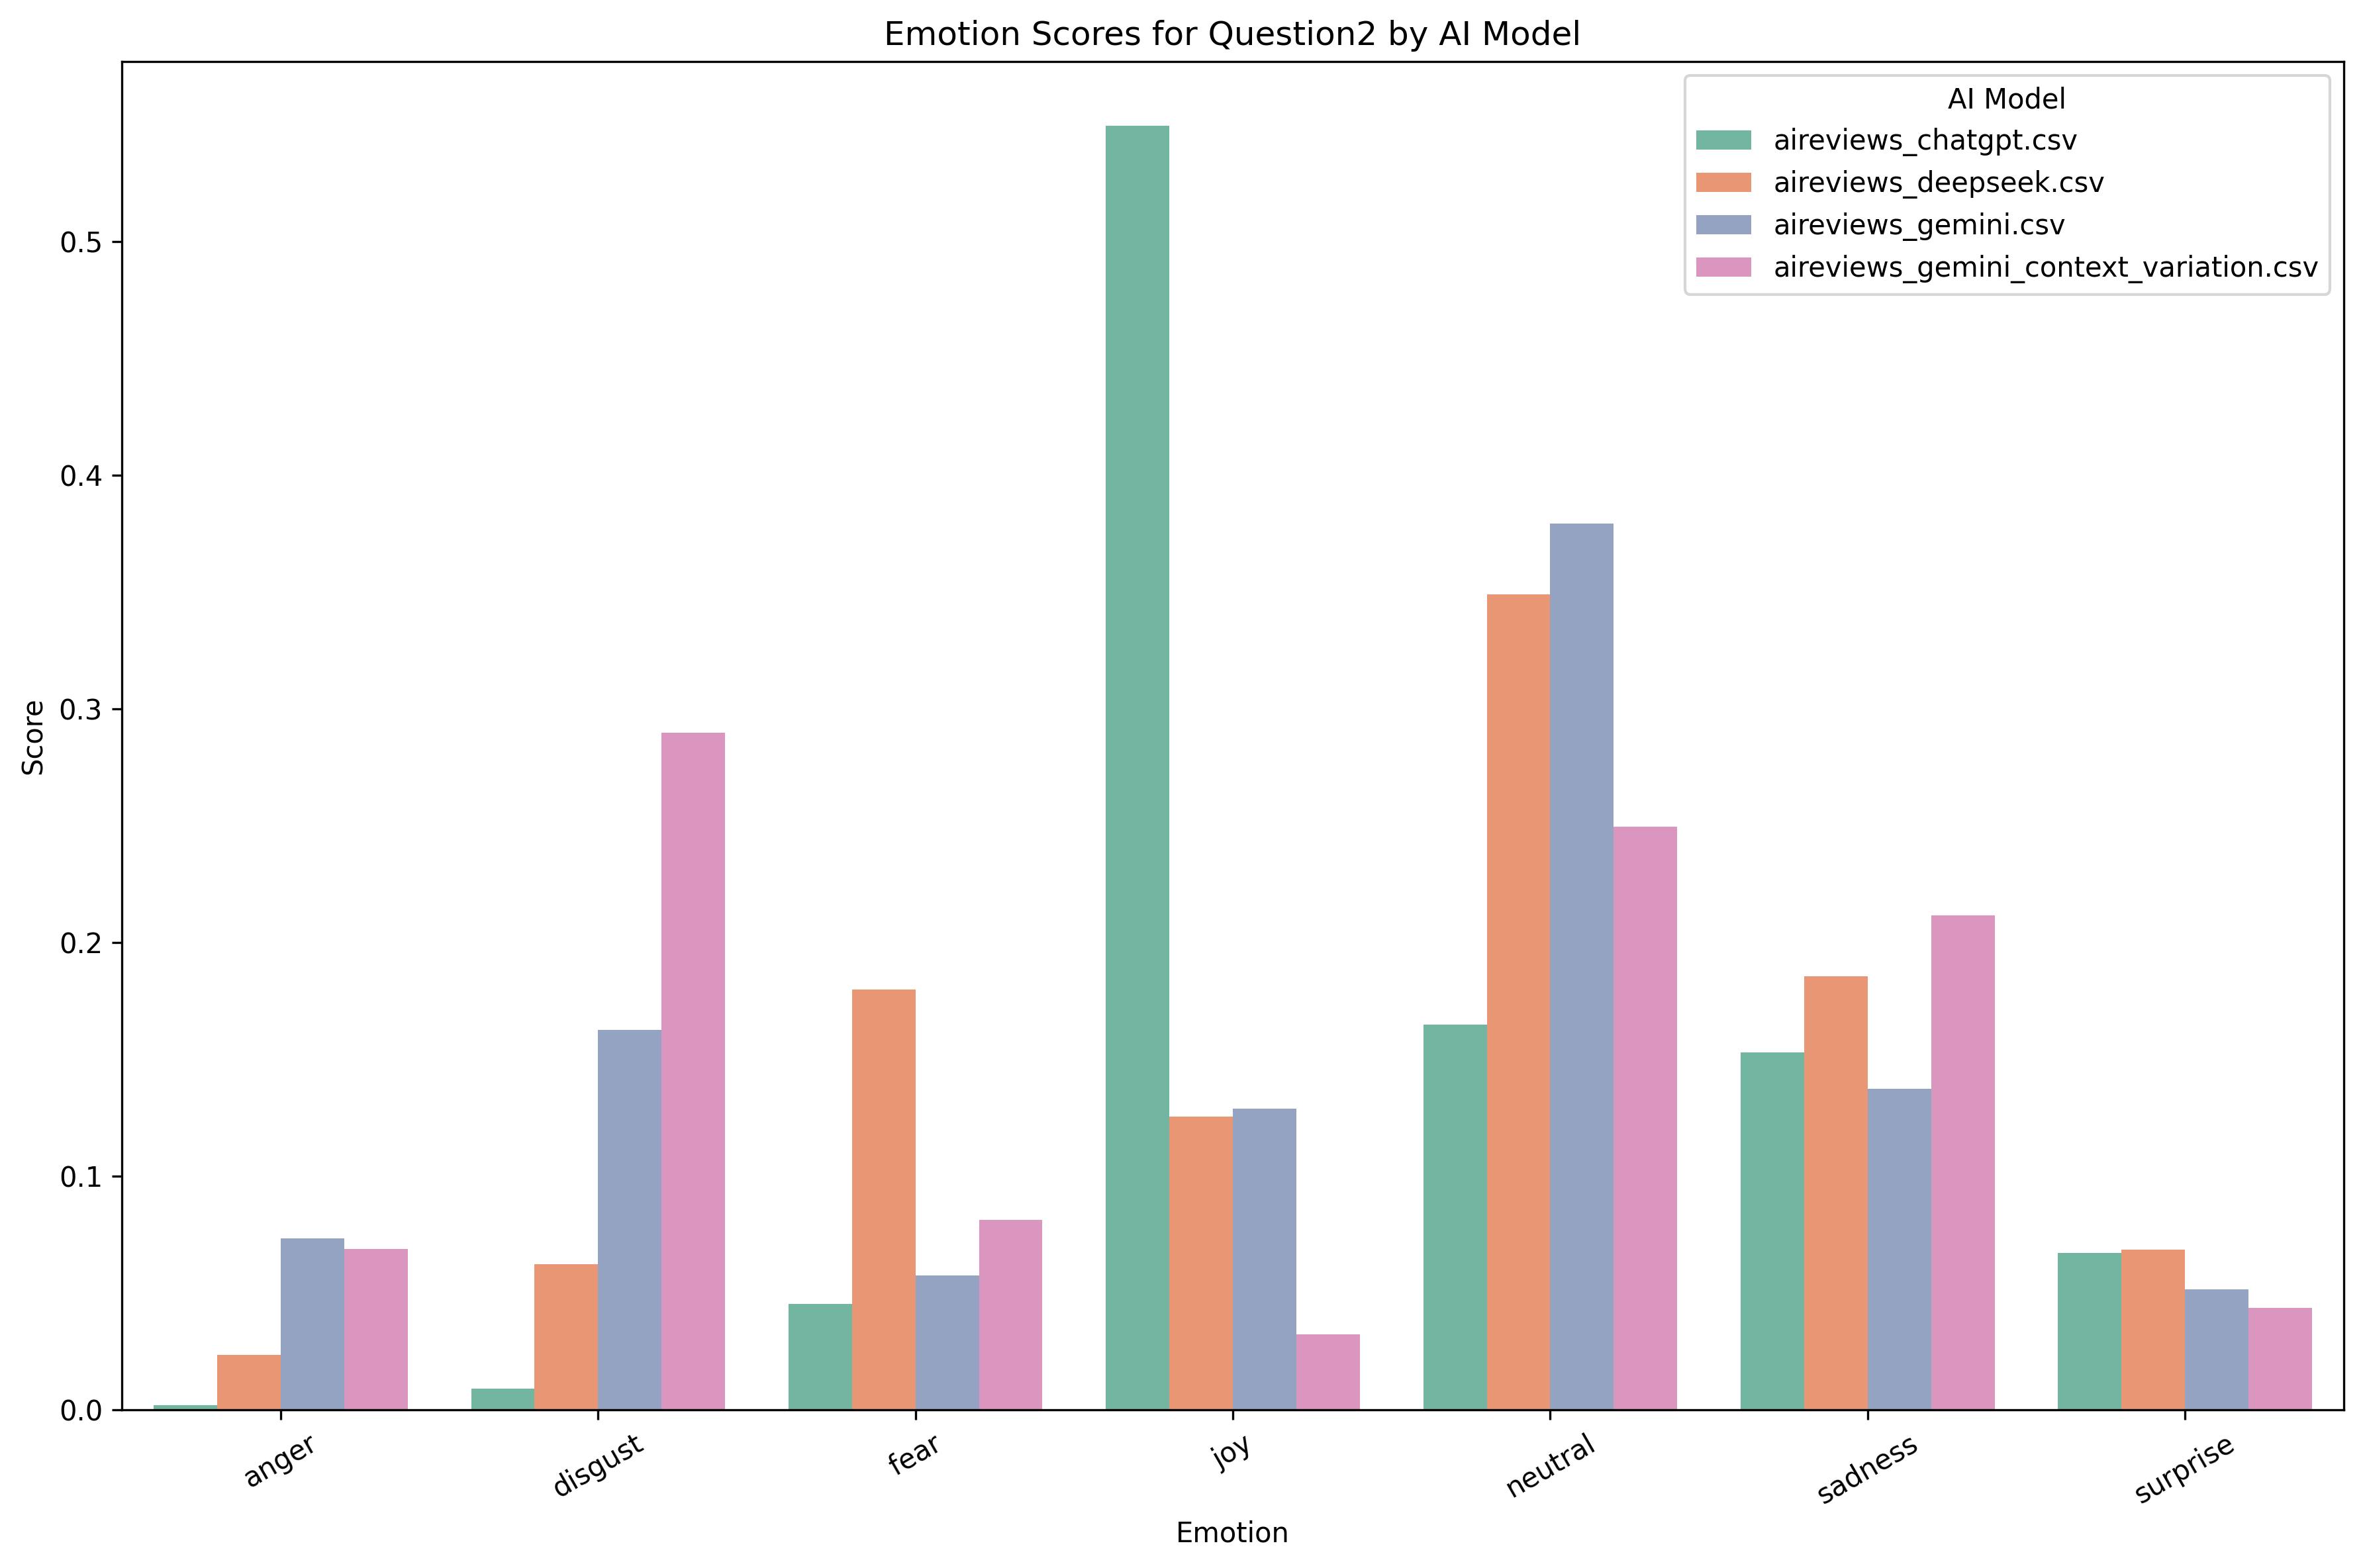 Emotion Scores for Question2 by AI Model
AI Model
aireviews_chatgpt.csv
aireviews_deepseek.csv
aireviews_gemini.csv
aireviews_gemini_context_variation.csv
Score
0.5
0.4
0.3
0.2
0.1
0.0
anger
disgust
fear
joy
neutral
sadness
surprise
Emotion